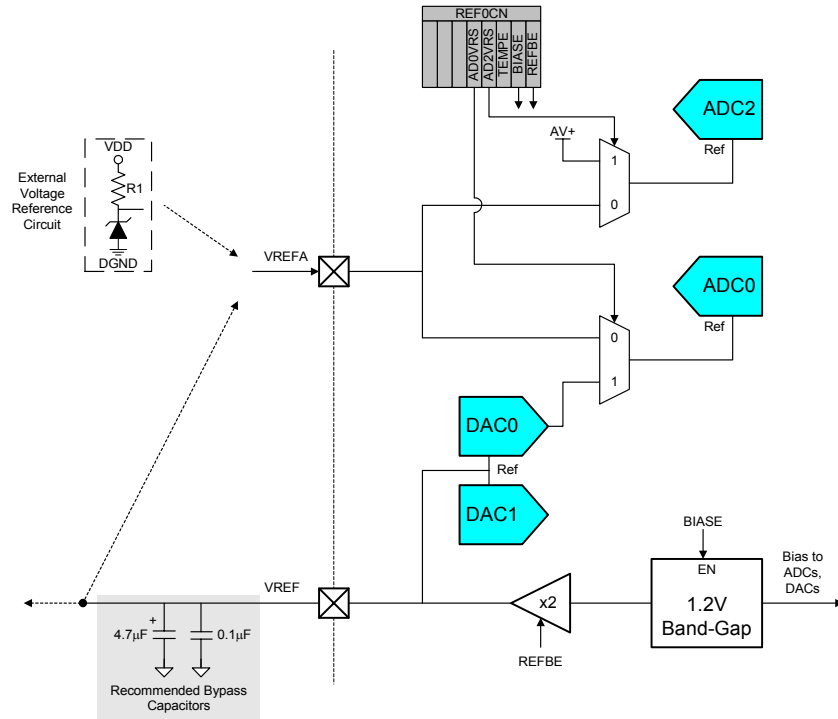 REF0CN
AD0VRS
AD2VRS
TEMPE
BIASE
REFBE
ADC2
Ref
AV+
1
0
External
Voltage
Reference
Circuit
VDD
R1
DGND
VREFA
ADC0
Ref
0
1
DAC0
Ref
DAC1
BIASE
EN
1.2V
Band-Gap
Bias to
ADCs,
DACs
x2
REFBE
VREF
+
4.7μF
0.1μF
Recommended Bypass
Capacitors